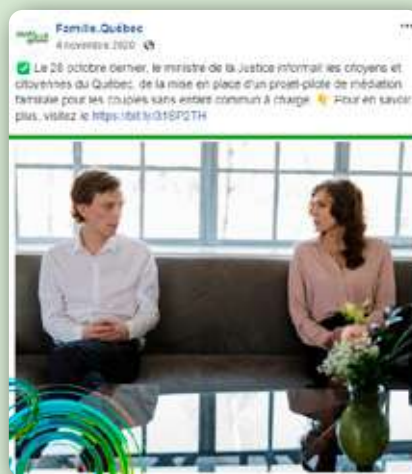 Famille.Québec
4 novembre 2020
Le 28 octobre dernier, le ministre de la Justice informait les citoyens et
citoyennes du Québec, de la mise en place d'un projet-pilote de médiation
familiale pour les couples sans enfant commun à charge. Pour en savoir
plus, visitez le